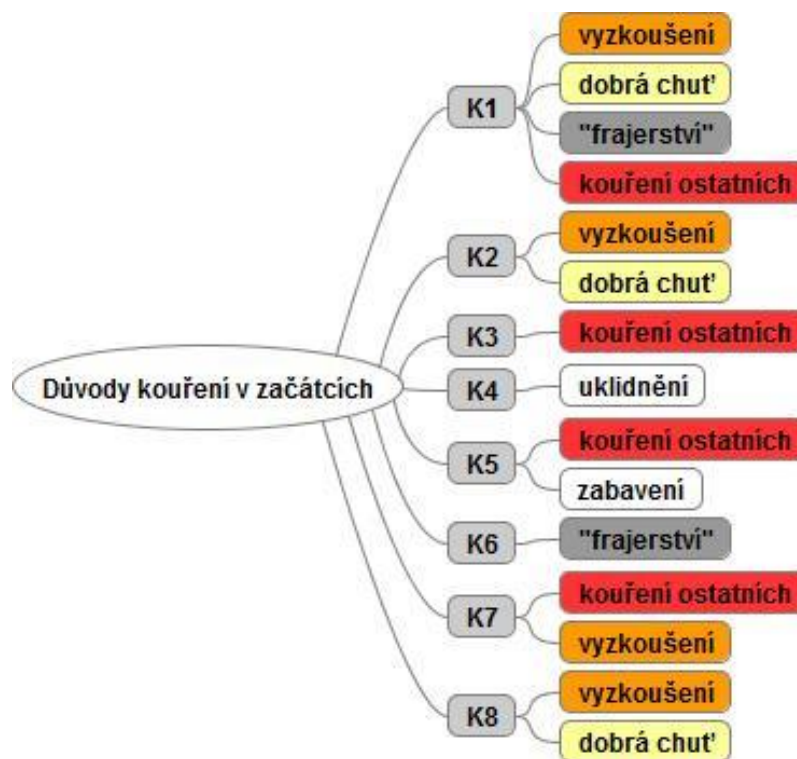 Důvody kouření v začátcích
K1
vyzkoušení
dobrá chuť
"frajerství"
kouření ostatních
K2
vyzkoušení
dobrá chuť
K3
kouření ostatních
K4
uklidnění
K5
kouření ostatních
zabavení
K6
"frajerství"
K7
kouření ostatních
vyzkoušení
K8
vyzkoušení
dobrá chuť